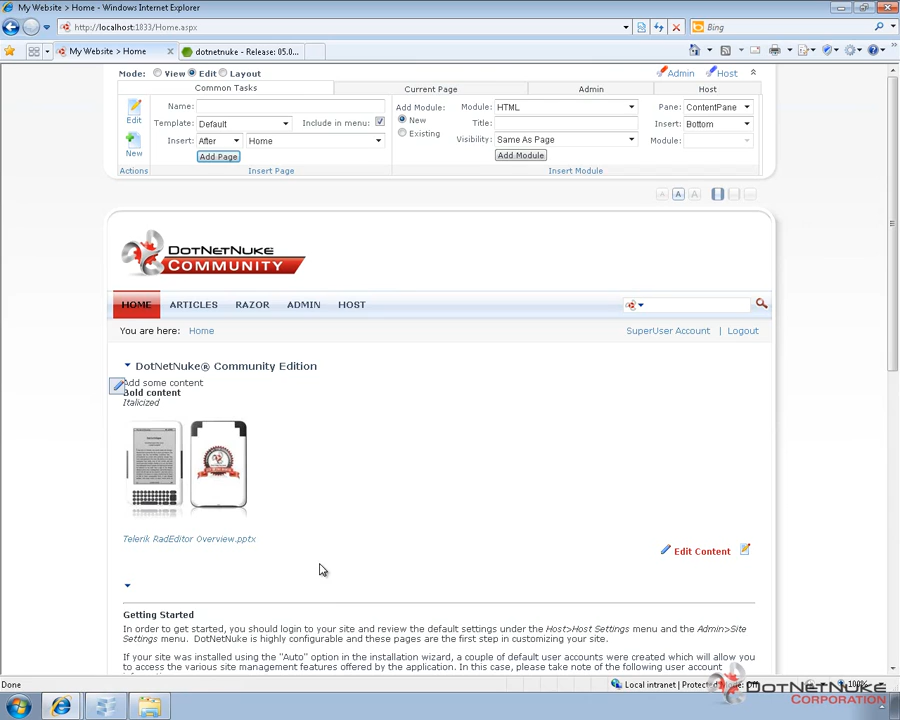 My Website > Home - Windows Internet Explorer
http://localhost:1833/Home.aspx
Bing
My Website > Home
dotnetnuke - Release: 05.0...
Mode: View Edit Layout
Admin Host
Common Tasks Current Page Admin Host
Name:
Add Module: Module: HTML
Pane: ContentPane
Edit
Template: Default
Include in menu:
New
Title:
Insert: Bottom
Insert: After Home
Existing
Visibility: Same As Page
Module:
New
Add Page
Add Module
Actions Insert Page Insert Module
A A A
DOTNETNUKE
COMMUNITY
HOME ARTICLES RAZOR ADMIN HOST
You are here: Home
SuperUser Account | Logout
DotNetNuke® Community Edition
Add some content
Bold content
Italicized
Telerik RadEditor Overview.pptx
Edit Content
Getting Started
In order to get started, you should login to your site and review the default settings under the Host>Host Settings menu and the Admin>Site
Settings menu. DotNetNuke is highly configurable and these pages are the first step in customizing your site.
If your site was installed using the "Auto" option in the installation wizard, a couple of default user accounts were created which will allow you
to access the various site management features offered by the application. In this case, please take note of the following user account
Done
Local intranet | Protected Mode: Off
100%
DOTNETNUKE
CORPORATION